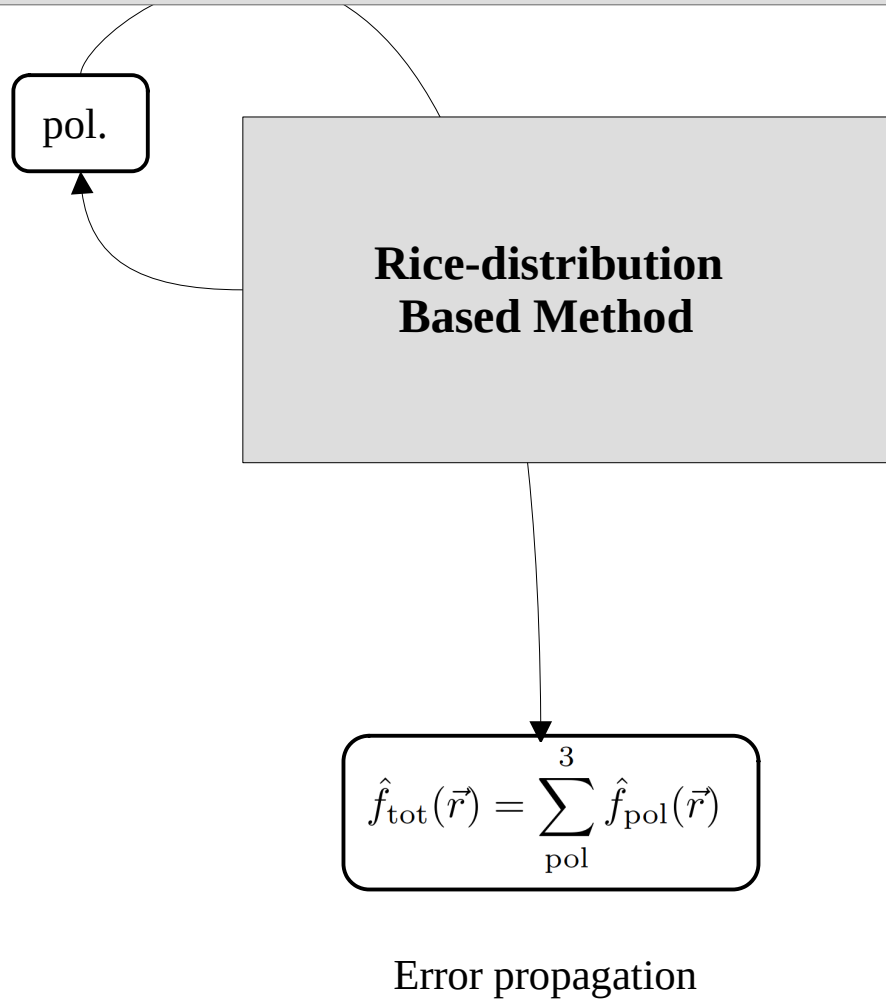 pol.
Rice-distribution
Based Method
$\hat{f}_{\text{tot}}(\vec{r}) = \sum_{\text{pol}}^{3} \hat{f}_{\text{pol}}(\vec{r})$
Error propagation